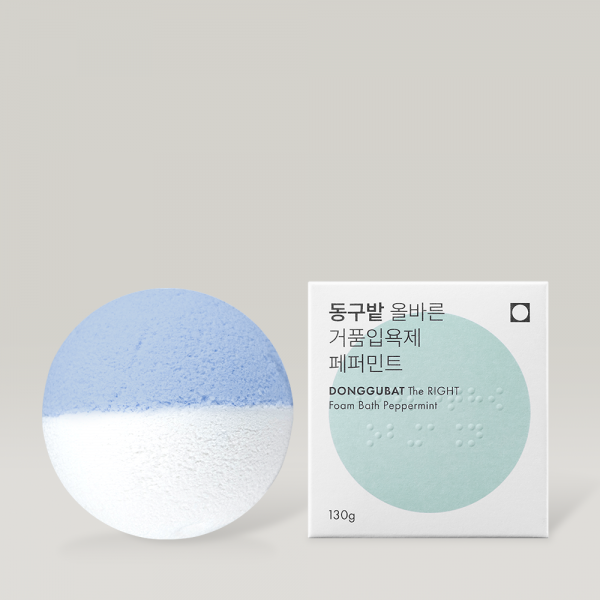 동구밭 올바른
거품입욕제
페퍼민트
DONGGUBAT The RIGHT
Foam Bath Peppermint
130g